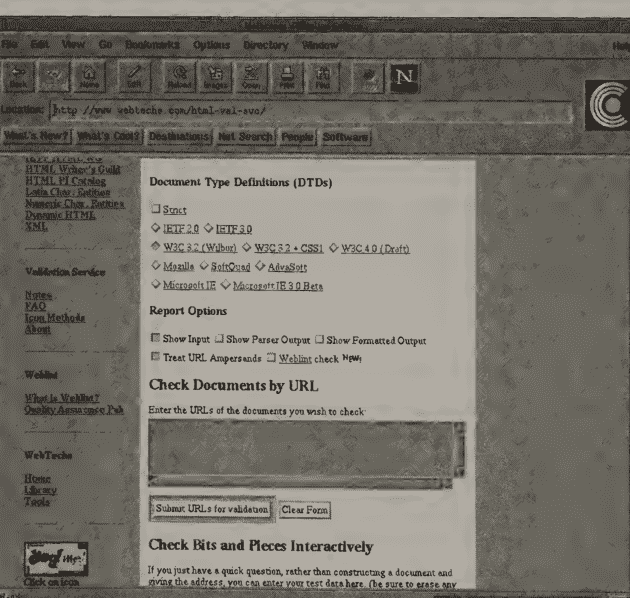 File Edit View Go Bookmarks Options Directory Window Help
Back Home Edit Reload Images Open Print Find N
Location: http://www.webtechs.com/html-val-svc/
What's New? What's Cool? Destinations Net Search People Software
HTML Writer's Guild
HTML PI Catalog
Latin Char. Entities
Numeric Char. Entities
Dynamic HTML
XML
Validation Service
Notes
FAQ
Icon Methods
About
Weblint
What is Weblint?
Quality Assurance Pub
WebTechs
Home
Library
Tools
Click on icon
Document Type Definitions (DTDs)
Strict
IETF 2.0 IETF 3.0
W3C 3.2 (Wilbur) W3C 3.2 + CSS1 W3C 4.0 (Draft)
Mozilla SoftQuad AdvaSoft
Microsoft IE Microsoft IE 3.0 Beta
Report Options
Show Input Show Parser Output Show Formatted Output
Treat URL Ampersands Weblint check NEW!
Check Documents by URL
Enter the URLs of the documents you wish to check:
Submit URLs for validation Clear Form
Check Bits and Pieces Interactively
If you just have a quick question, rather than constructing a document and
giving the address, you can enter your test data here. (be sure to erase any